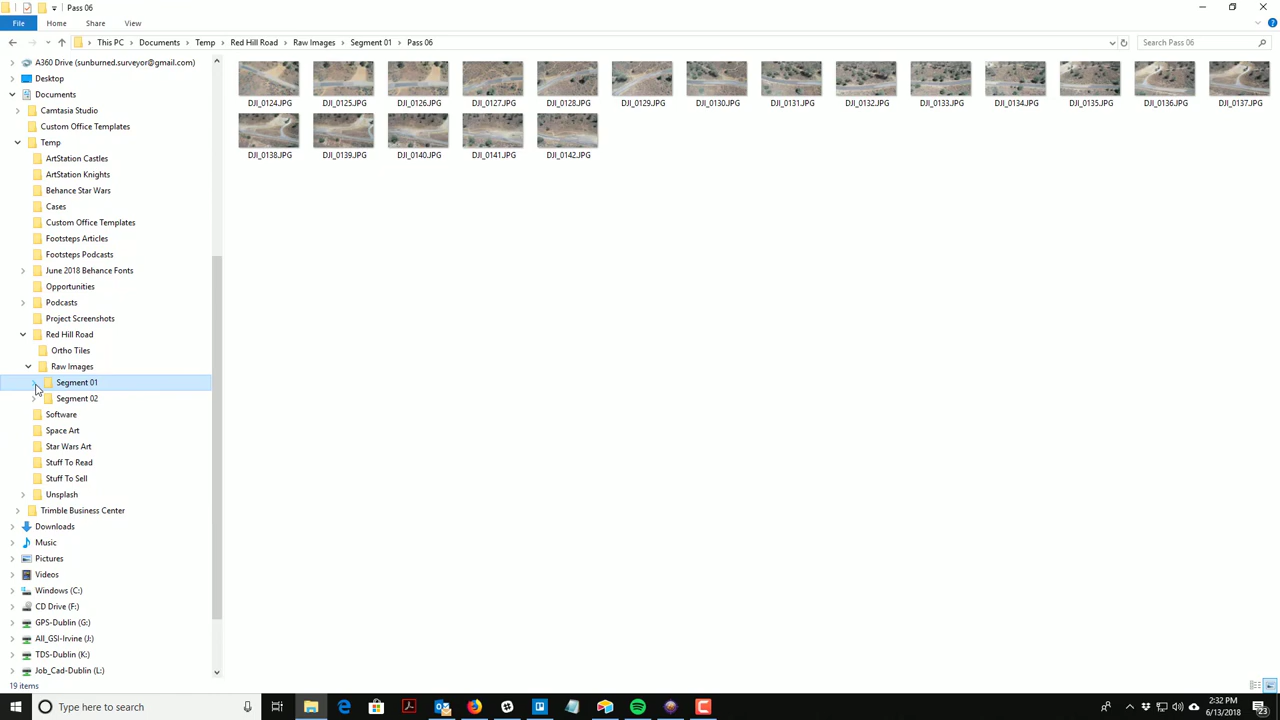 Pass 06
File Home Share View
This PC Documents Temp Red Hill Road Raw Images Segment 01 Pass 06
Search Pass 06
A360 Drive (sunburned.surveyor@gmail.com)
Desktop
Documents
Camtasia Studio
Custom Office Templates
Temp
ArtStation Castles
ArtStation Knights
Behance Star Wars
Cases
Custom Office Templates
Footsteps Articles
Footsteps Podcasts
June 2018 Behance Fonts
Opportunities
Podcasts
Project Screenshots
Red Hill Road
Ortho Tiles
Raw Images
Segment 01
Segment 02
Software
Space Art
Star Wars Art
Stuff To Read
Stuff To Sell
Unsplash
Trimble Business Center
Downloads
Music
Pictures
Videos
Windows (C:)
CD Drive (F:)
GPS-Dublin (G:)
All_GSI-Irvine (J:)
TDS-Dublin (K:)
Job_Cad-Dublin (L:)
DJI_0124.JPG DJI_0125.JPG DJI_0126.JPG DJI_0127.JPG DJI_0128.JPG DJI_0129.JPG DJI_0130.JPG DJI_0131.JPG DJI_0132.JPG DJI_0133.JPG DJI_0134.JPG DJI_0135.JPG DJI_0136.JPG DJI_0137.JPG
DJI_0138.JPG DJI_0139.JPG DJI_0140.JPG DJI_0141.JPG DJI_0142.JPG
19 items
Type here to search
2:32 PM
6/13/2018
23